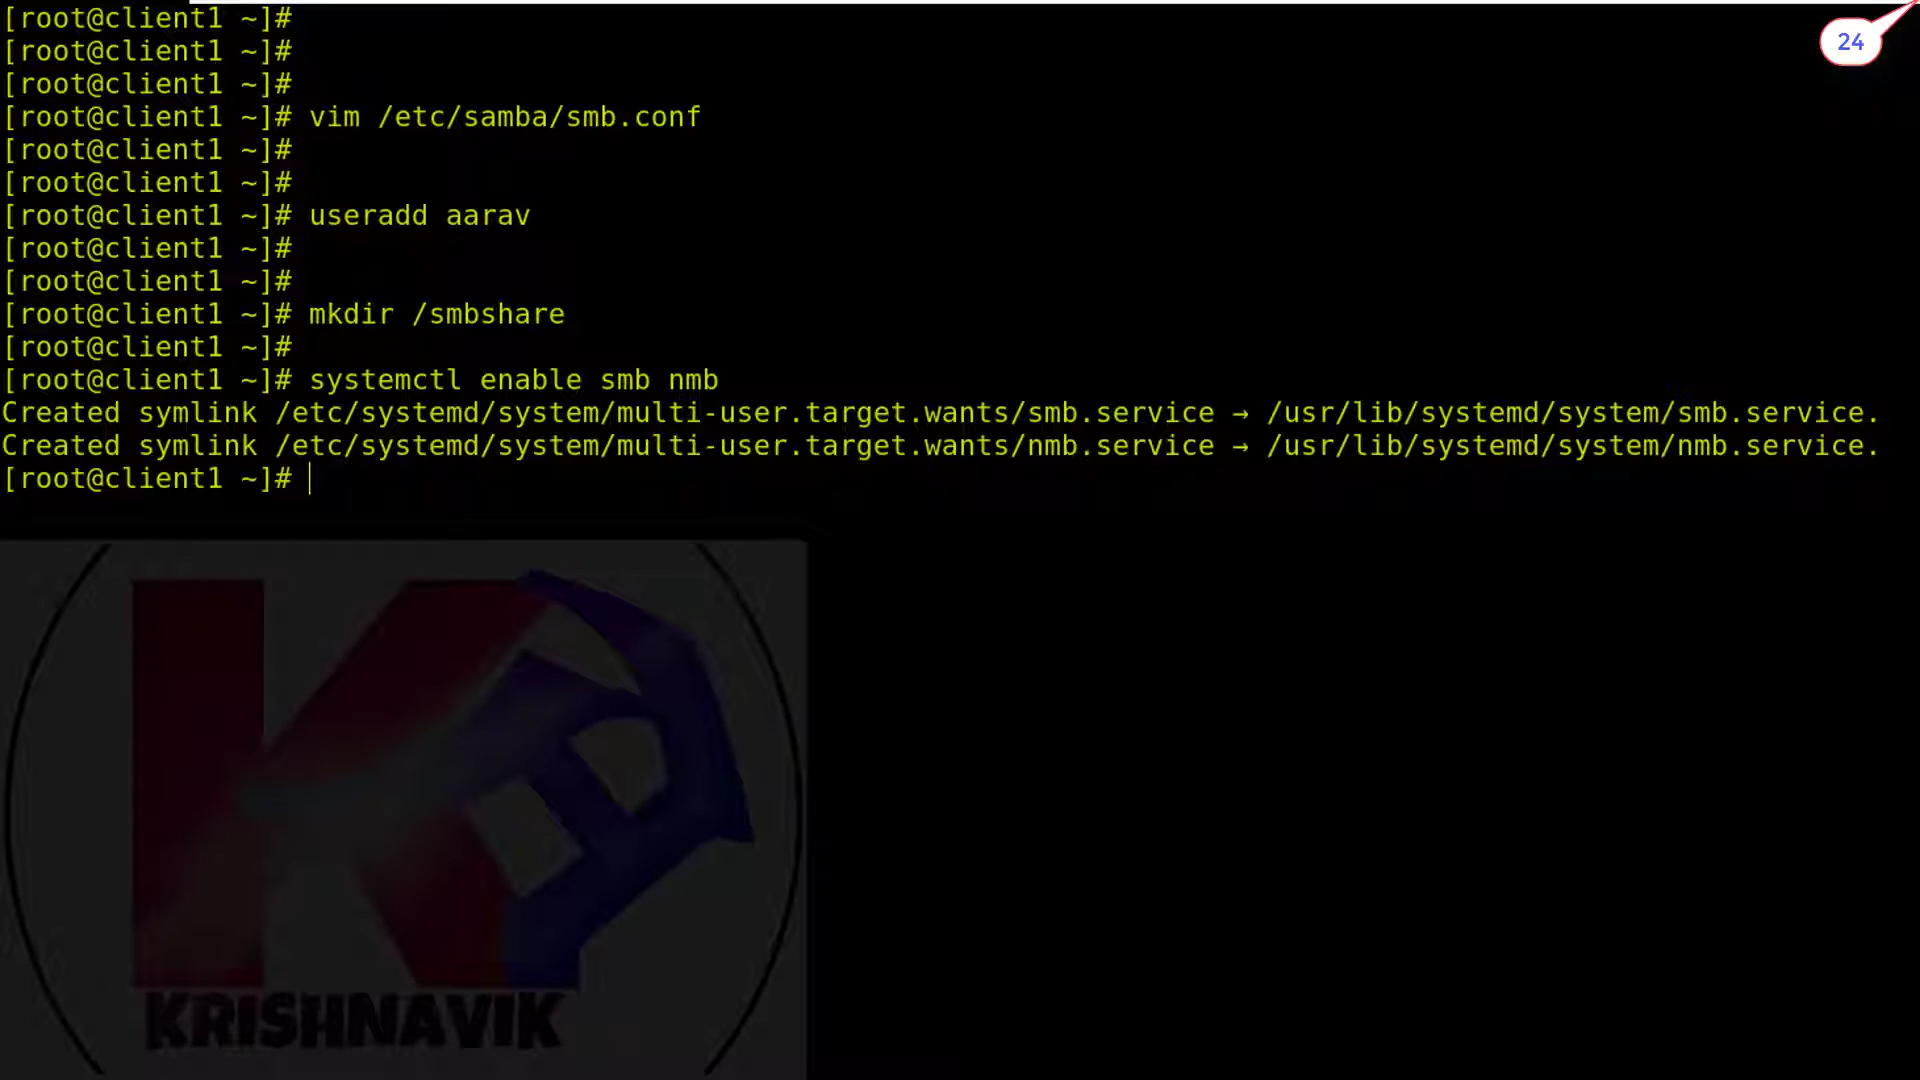 [root@client1 ~]#
[root@client1 ~]#
[root@client1 ~]#
[root@client1 ~]# vim /etc/samba/smb.conf
[root@client1 ~]#
[root@client1 ~]#
[root@client1 ~]# useradd aarav
[root@client1 ~]#
[root@client1 ~]#
[root@client1 ~]# mkdir /smbshare
[root@client1 ~]#
[root@client1 ~]# systemctl enable smb nmb
Created symlink /etc/systemd/system/multi-user.target.wants/smb.service → /usr/lib/systemd/system/smb.service.
Created symlink /etc/systemd/system/multi-user.target.wants/nmb.service → /usr/lib/systemd/system/nmb.service.
[root@client1 ~]#
24
KRISHNAVIK